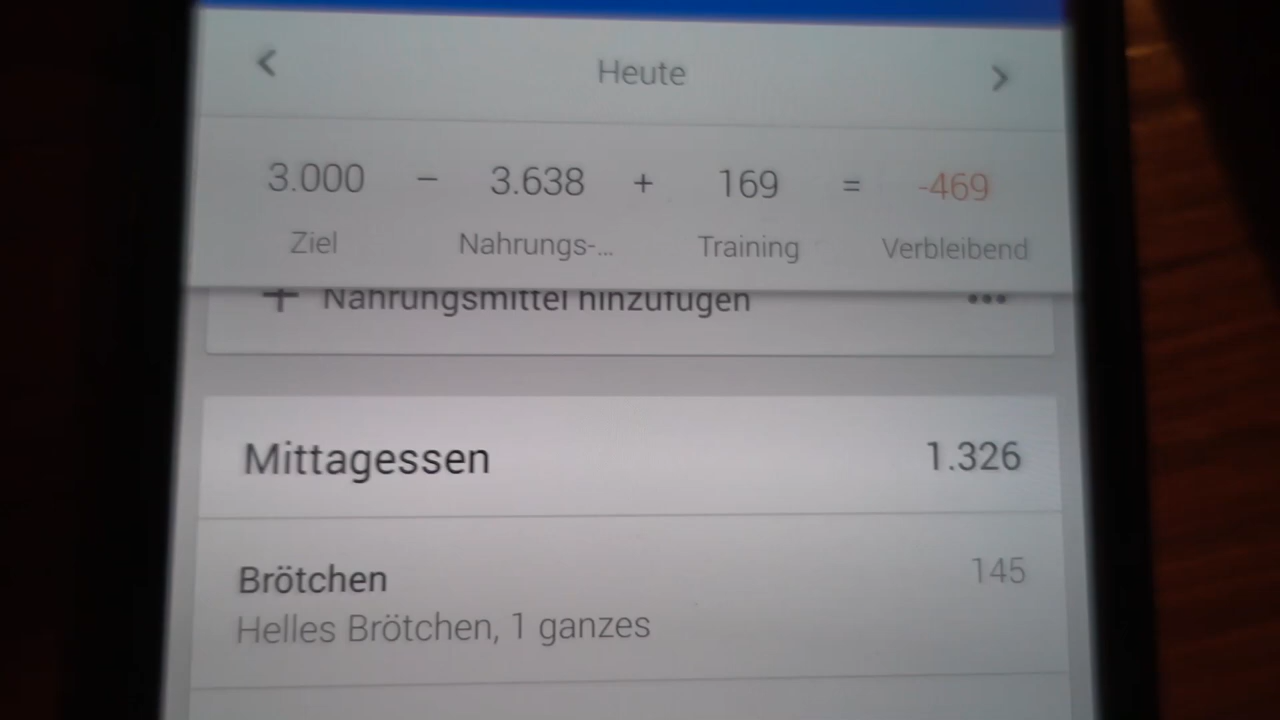 Heute
3.000 − 3.638 + 169 = -469
Ziel Nahrungs-... Training Verbleibend
+ Nahrungsmittel hinzufügen ...
Mittagessen 1.326
Brötchen 145
Helles Brötchen, 1 ganzes